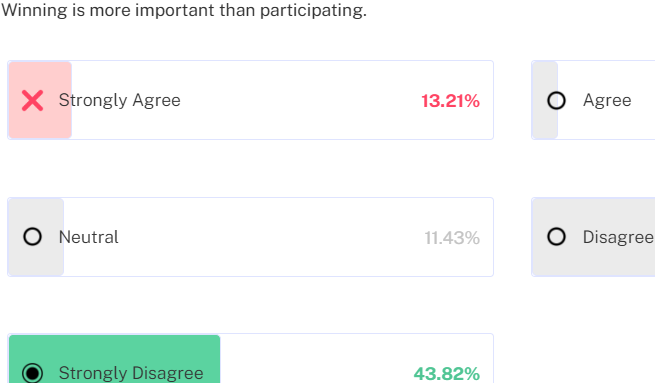 Winning is more important than participating.
Strongly Agree 13.21%
Agree
Neutral 11.43%
Disagree
Strongly Disagree 43.82%